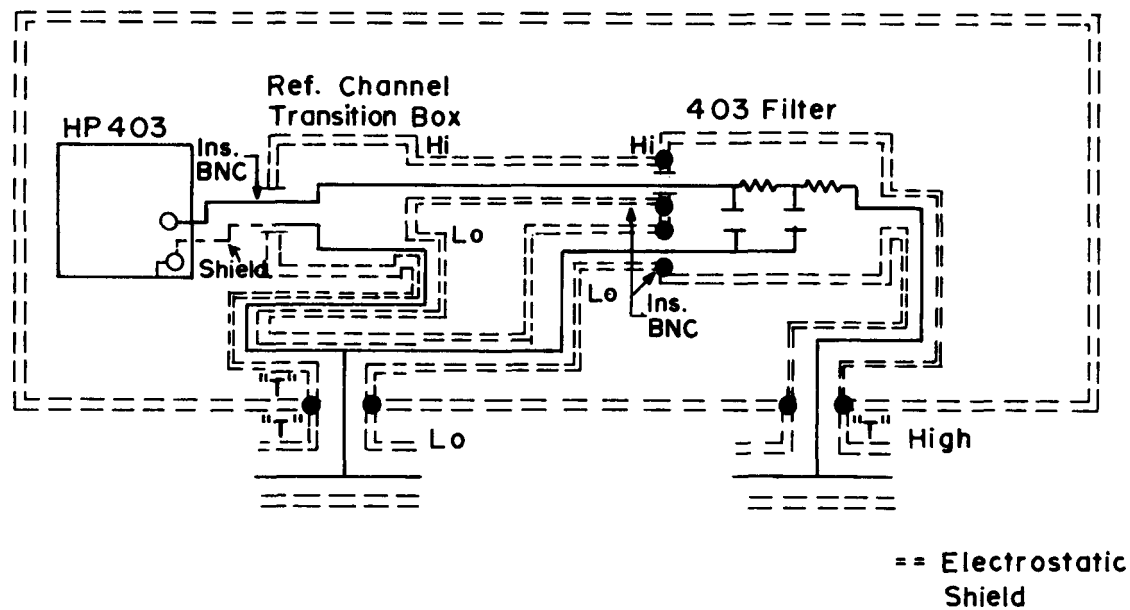 Ref. Channel
Transition Box
403 Filter
HP 403
Ins.
BNC
Hi
Hi
Lo
Shield
Lo
Ins.
BNC
"T"
"T"
Lo
"T"
High
== Electrostatic
Shield